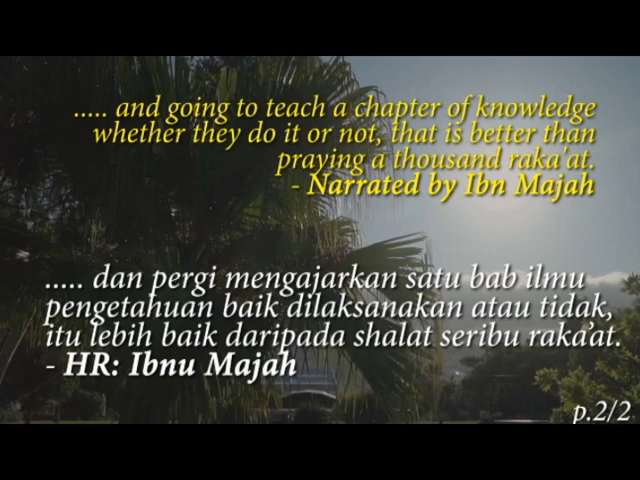 ..... and going to teach a chapter of knowledge
whether they do it or not, that is better than
praying a thousand raka'at.
- Narrated by Ibn Majah
..... dan pergi mengajarkan satu bab ilmu
pengetahuan baik dilaksanakan atau tidak,
itu lebih baik daripada shalat seribu raka'at.
- HR: Ibnu Majah
p.2/2